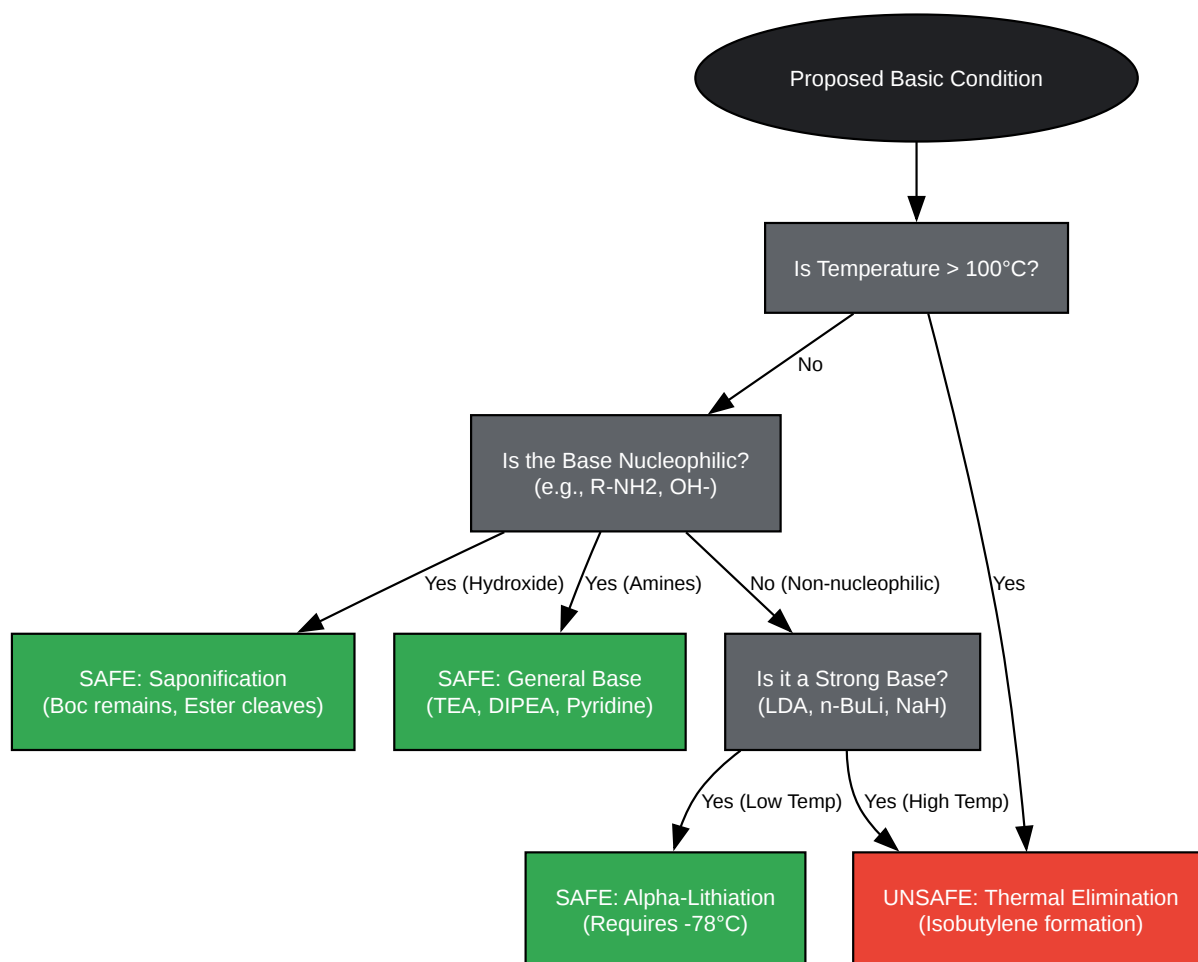 Proposed Basic Condition
Is Temperature > 100°C?
No
Is the Base Nucleophilic?
(e.g., R-NH2, OH-)
Yes (Hydroxide)
Yes (Amines)
No (Non-nucleophilic)
Yes
SAFE: Saponification
(Boc remains, Ester cleaves)
SAFE: General Base
(TEA, DIPEA, Pyridine)
Is it a Strong Base?
(LDA, n-BuLi, NaH)
Yes (Low Temp)
Yes (High Temp)
SAFE: Alpha-Lithiation
(Requires -78°C)
UNSAFE: Thermal Elimination
(Isobutylene formation)